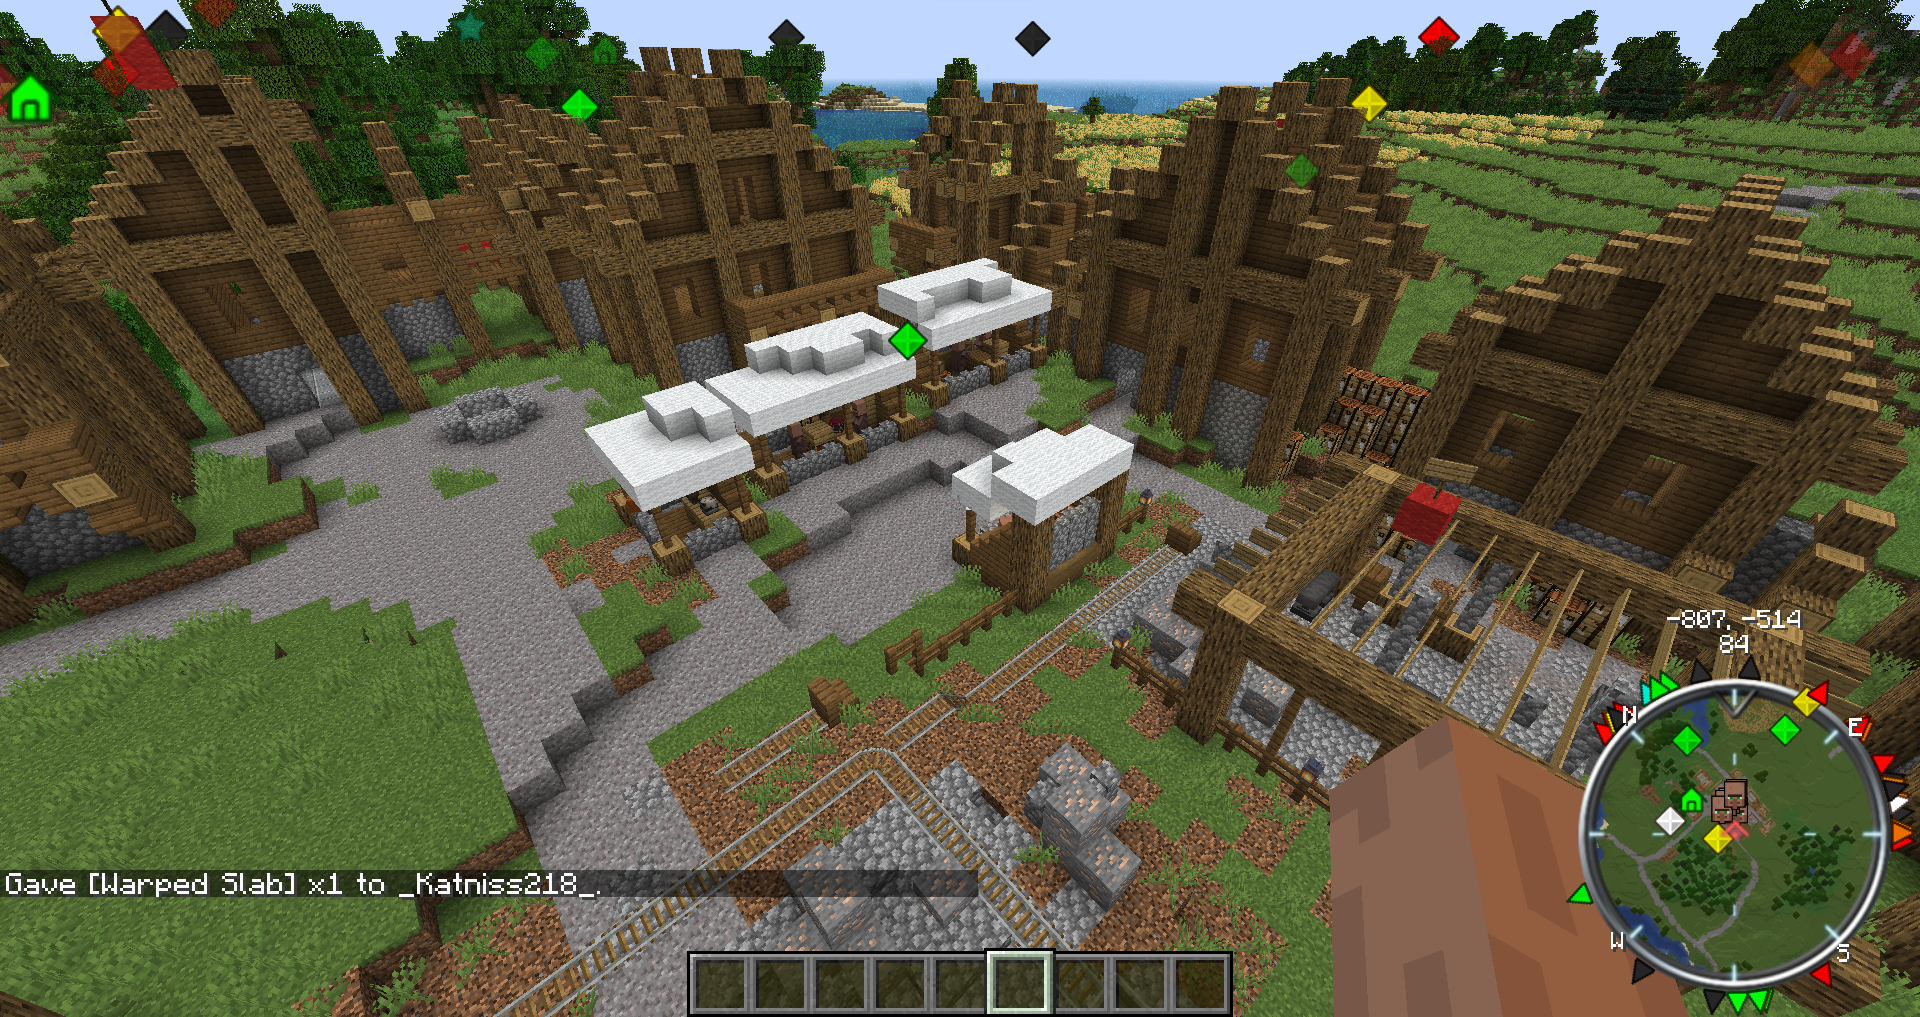 -807, -514
84
N
E
W
S
Gave [Warped Slab] x1 to _Katniss218_.